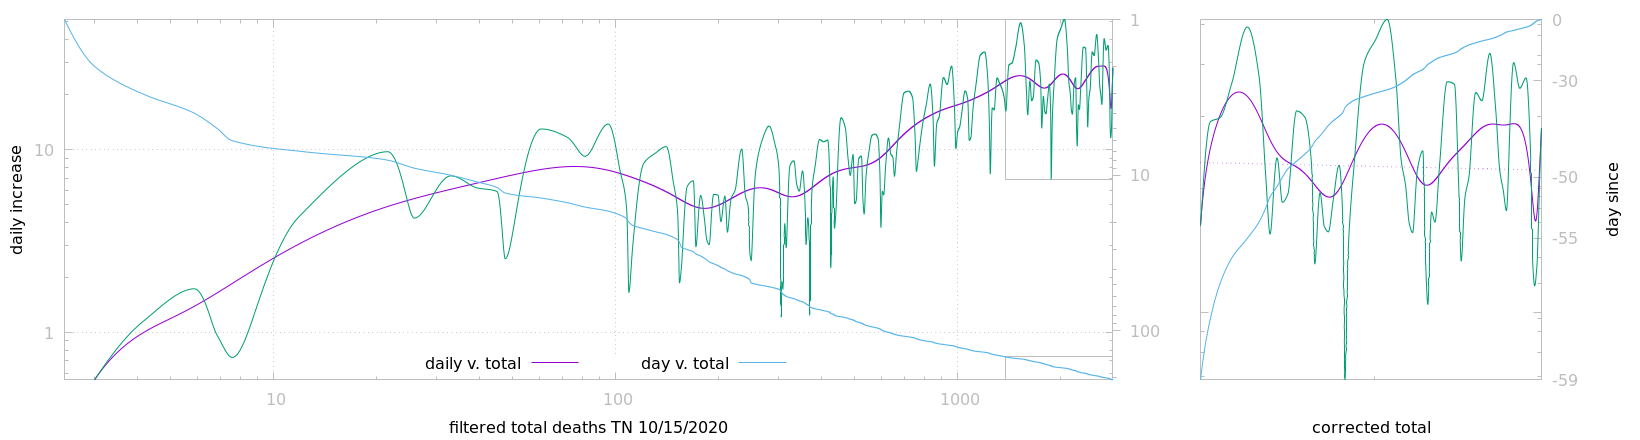 daily increase
10
1
daily v. total
day v. total
1
10
100
10
100
1000
filtered total deaths TN 10/15/2020
0
-30
-50
-55
-59
day since
corrected total